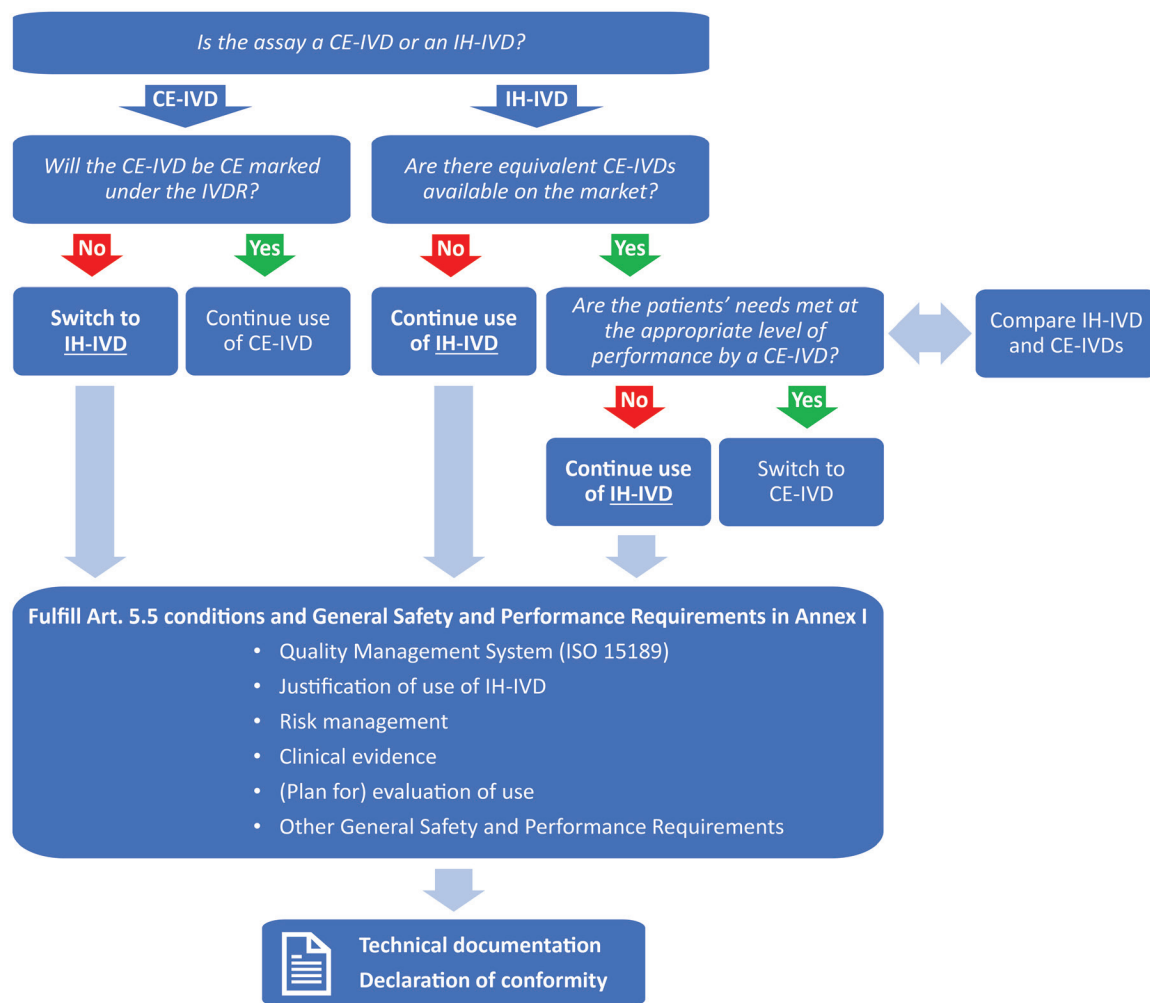 Is the assay a CE-IVD or an IH-IVD?
CE-IVD
IH-IVD
Will the CE-IVD be CE marked
under the IVDR?
Are there equivalent CE-IVDs
available on the market?
No
Yes
No
Yes
Switch to
IH-IVD
Continue use
of CE-IVD
Continue use
of IH-IVD
Are the patients’ needs met at
the appropriate level of
performance by a CE-IVD?
Compare IH-IVD
and CE-IVDs
No
Yes
Continue use
of IH-IVD
Switch to
CE-IVD
Fulfill Art. 5.5 conditions and General Safety and Performance Requirements in Annex I
• Quality Management System (ISO 15189)
• Justification of use of IH-IVD
• Risk management
• Clinical evidence
• (Plan for) evaluation of use
• Other General Safety and Performance Requirements
Technical documentation
Declaration of conformity